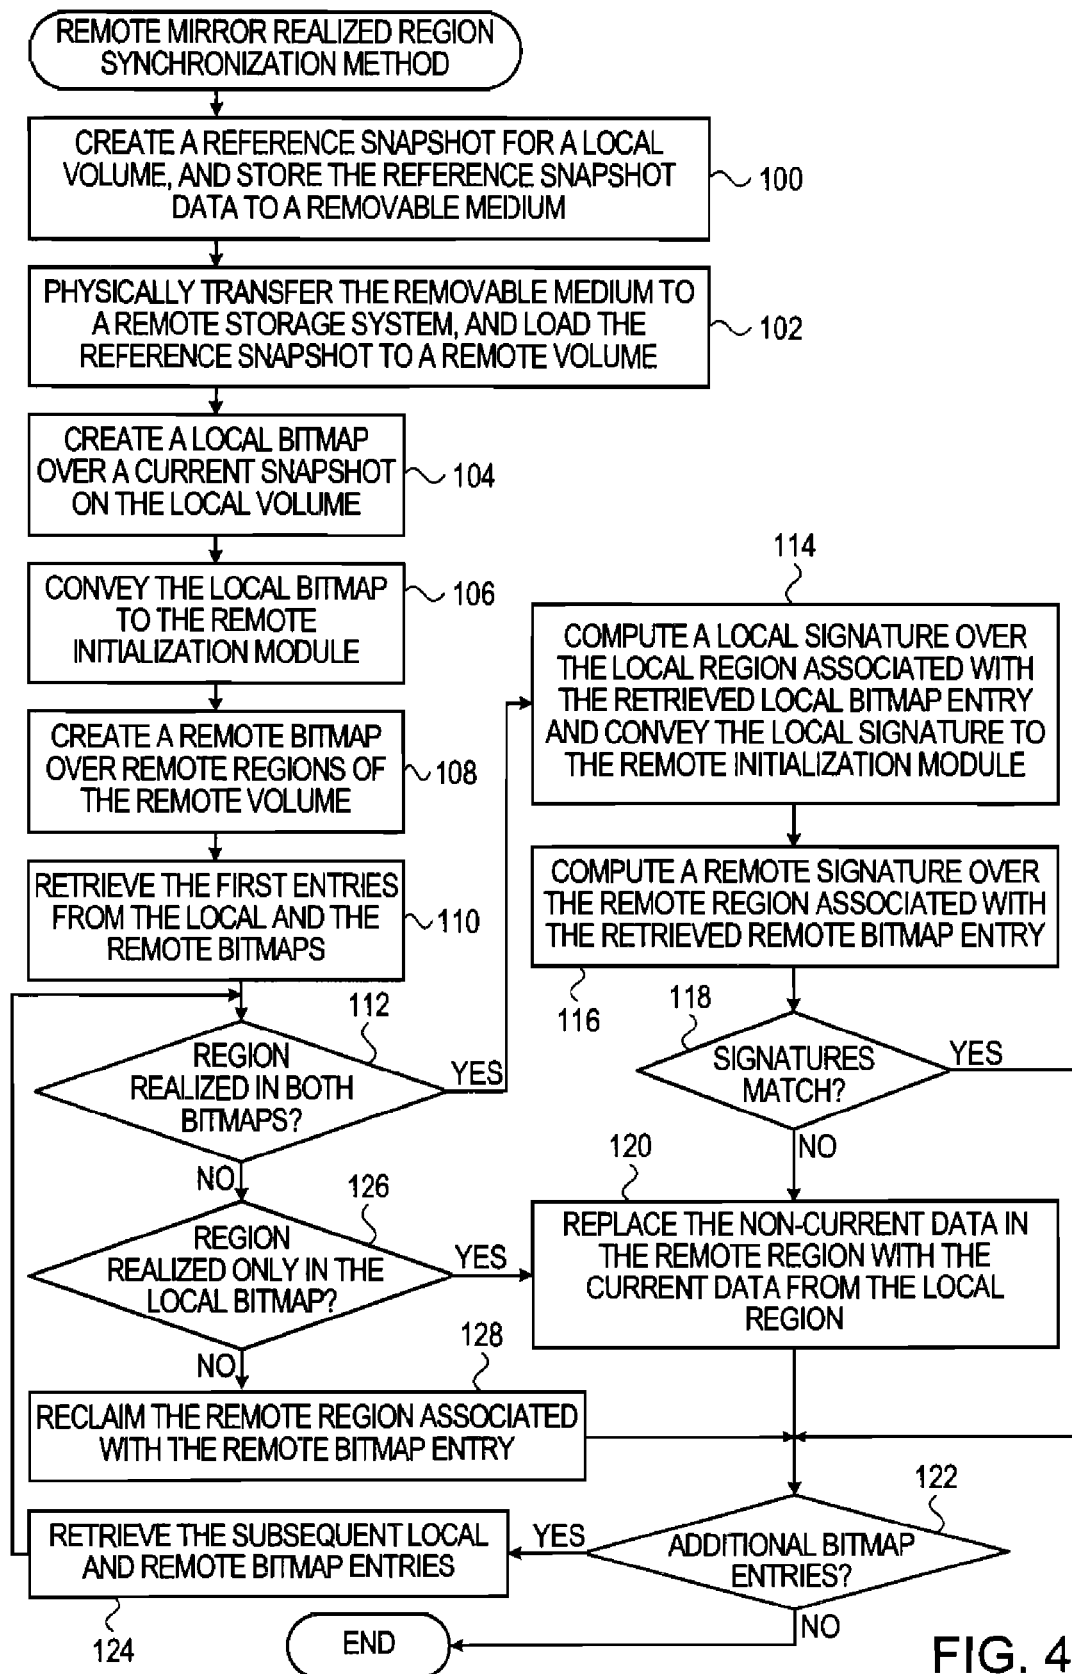 REMOTE MIRROR REALIZED REGION
SYNCHRONIZATION METHOD
CREATE A REFERENCE SNAPSHOT FOR A LOCAL
VOLUME, AND STORE THE REFERENCE SNAPSHOT
DATA TO A REMOVABLE MEDIUM
100
PHYSICALLY TRANSFER THE REMOVABLE MEDIUM TO
A REMOTE STORAGE SYSTEM, AND LOAD THE
REFERENCE SNAPSHOT TO A REMOTE VOLUME
102
CREATE A LOCAL BITMAP
OVER A CURRENT SNAPSHOT
ON THE LOCAL VOLUME
104
CONVEY THE LOCAL BITMAP
TO THE REMOTE
INITIALIZATION MODULE
106
CREATE A REMOTE BITMAP
OVER REMOTE REGIONS OF
THE REMOTE VOLUME
108
RETRIEVE THE FIRST ENTRIES
FROM THE LOCAL AND THE
REMOTE BITMAPS
110
112
REGION
REALIZED IN BOTH
BITMAPS?
YES
NO
114
COMPUTE A LOCAL SIGNATURE OVER
THE LOCAL REGION ASSOCIATED WITH
THE RETRIEVED LOCAL BITMAP ENTRY
AND CONVEY THE LOCAL SIGNATURE TO
THE REMOTE INITIALIZATION MODULE
COMPUTE A REMOTE SIGNATURE OVER
THE REMOTE REGION ASSOCIATED WITH
THE RETRIEVED REMOTE BITMAP ENTRY
116
118
SIGNATURES
MATCH?
YES
NO
120
REPLACE THE NON-CURRENT DATA IN
THE REMOTE REGION WITH THE
CURRENT DATA FROM THE LOCAL
REGION
126
REGION
REALIZED ONLY IN THE
LOCAL BITMAP?
YES
NO
128
RECLAIM THE REMOTE REGION ASSOCIATED
WITH THE REMOTE BITMAP ENTRY
122
ADDITIONAL BITMAP
ENTRIES?
YES
NO
RETRIEVE THE SUBSEQUENT LOCAL
AND REMOTE BITMAP ENTRIES
124
END
FIG. 4